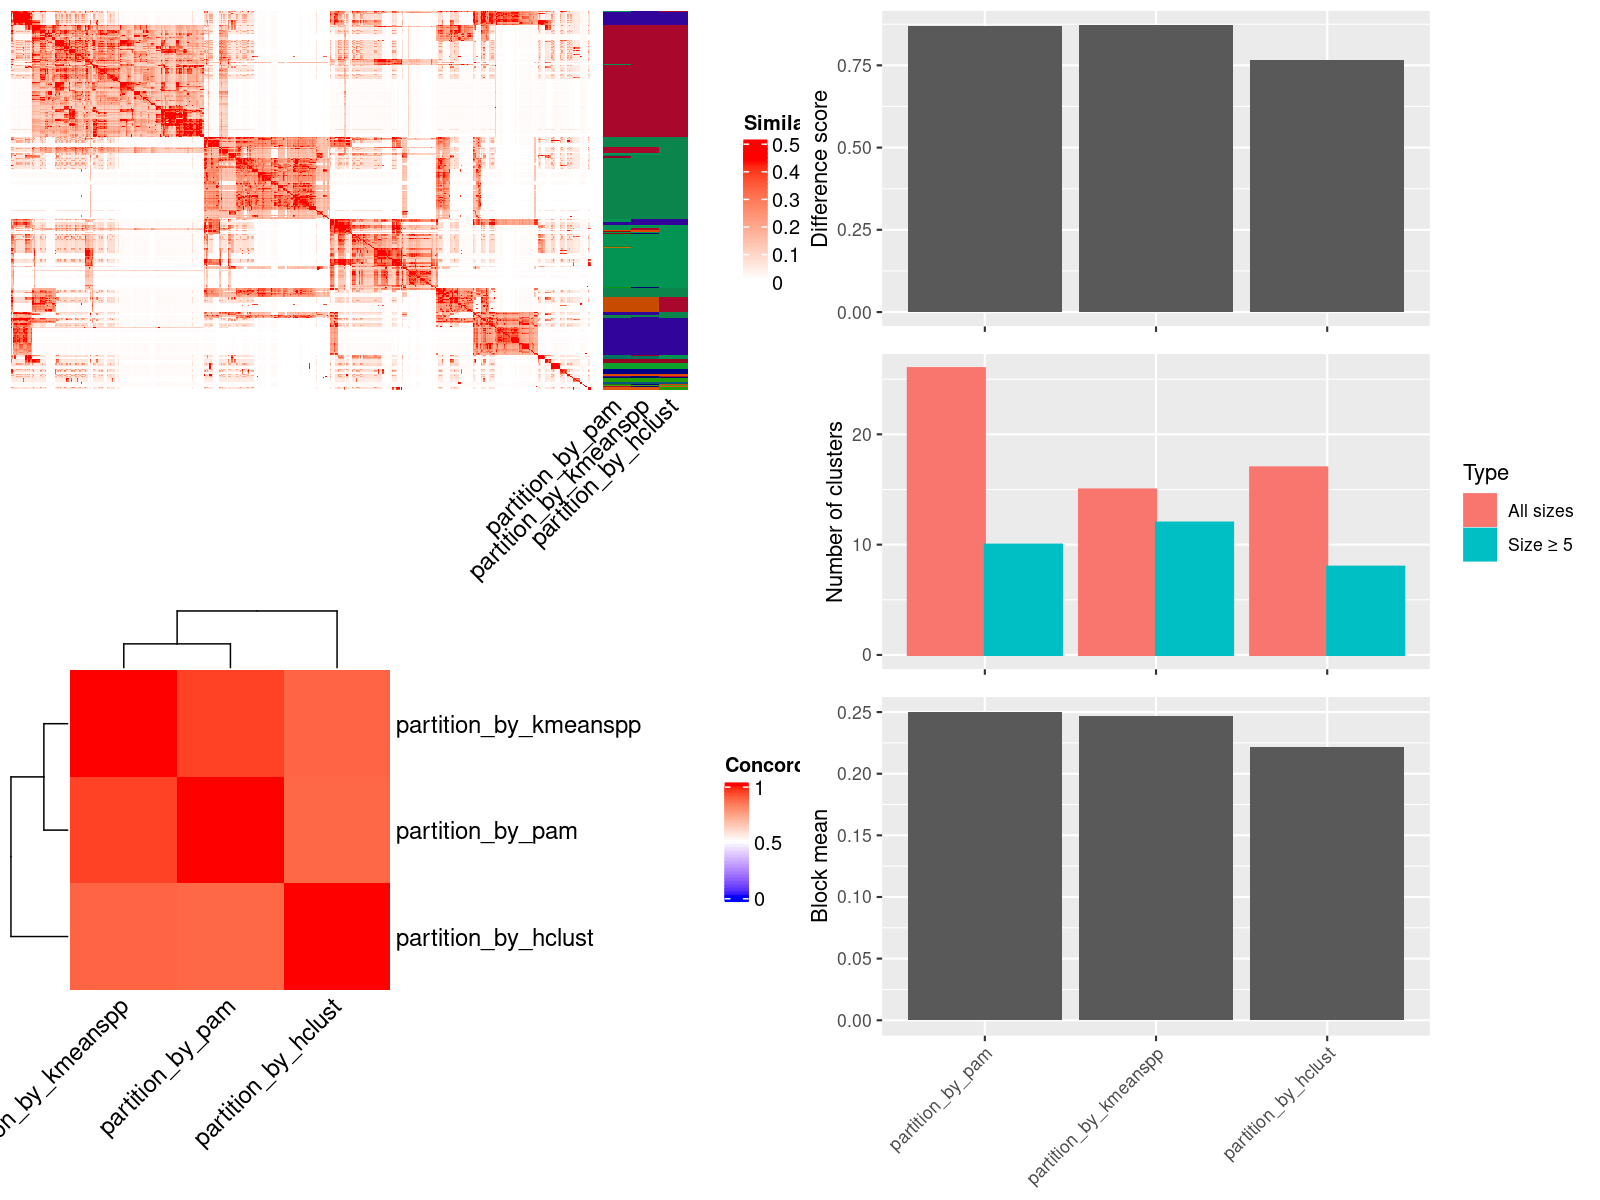 Simila
0.5
0.4
0.3
0.2
0.1
0
partition_by_pam
partition_by_kmeanspp
partition_by_hclust
Difference score
0.75
0.50
0.25
0.00
Number of clusters
20
10
0
Type
All sizes
Size ≥ 5
partition_by_kmeanspp
partition_by_pam
partition_by_hclust
on_by_kmeanspp
partition_by_pam
partition_by_hclust
Concord
1
0.5
0
Block mean
0.25
0.20
0.15
0.10
0.05
0.00
partition_by_pam
partition_by_kmeanspp
partition_by_hclust